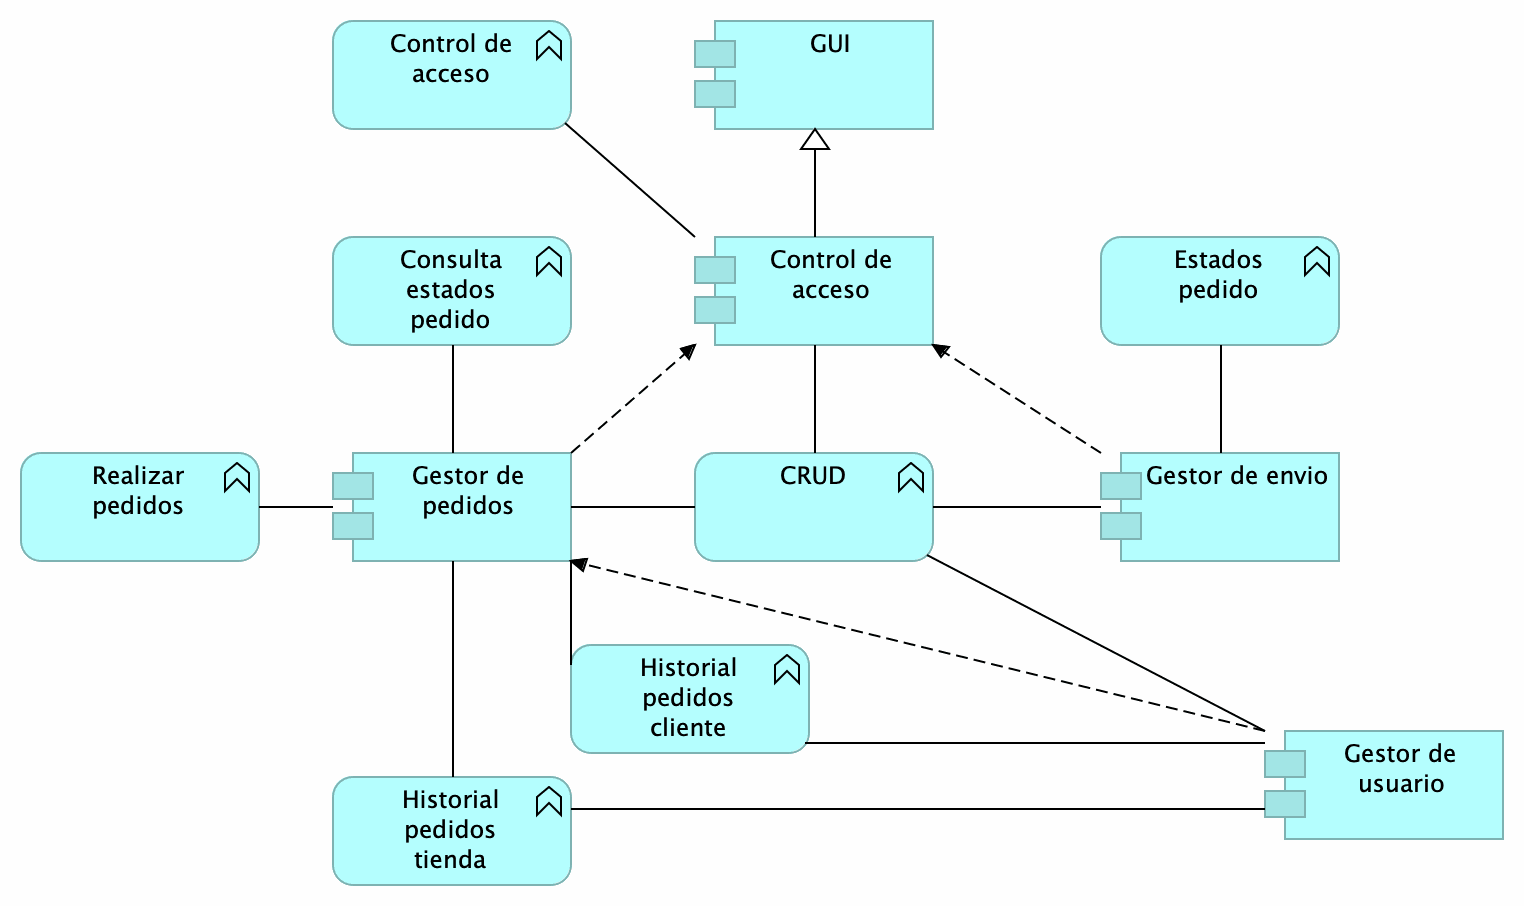 Control de
acceso
GUI
Consulta
estados
pedido
Control de
acceso
Estados
pedido
Realizar
pedidos
Gestor de
pedidos
CRUD
Gestor de envio
Historial
pedidos
cliente
Gestor de
usuario
Historial
pedidos
tienda